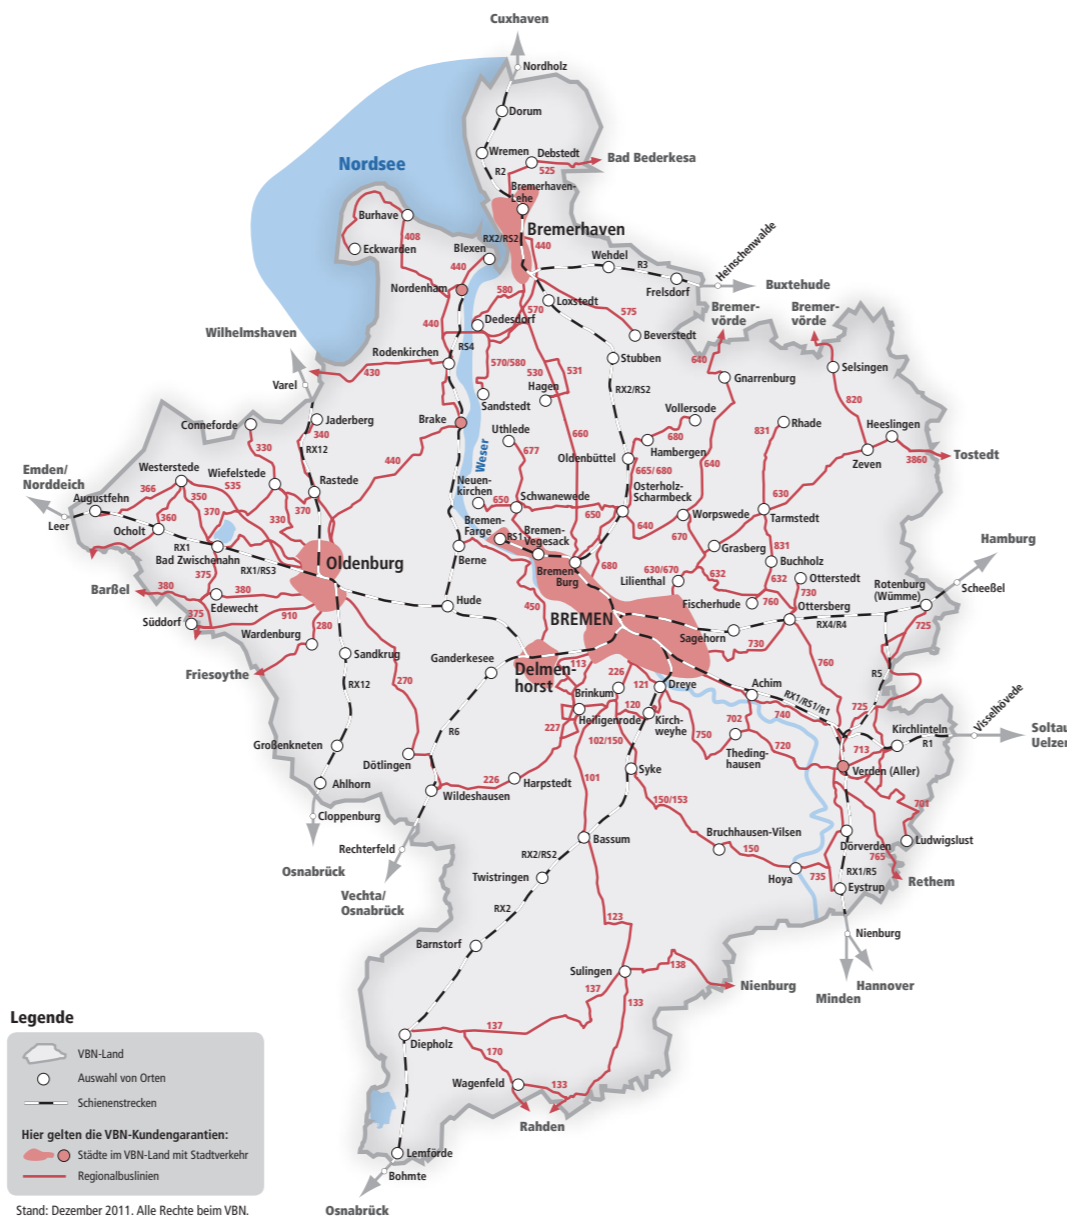 Cuxhaven
Nordholz
Dorum
Wremen
Debstedt
Bad Bederkesa
R2
525
Nordsee
Bremerhaven-
Lehe
Burhave
Bremerhaven
408
RX2/RS2
440
Eckwarden
Blexen
Wehdel
R3
Heinschenwalde
440
Nordenham
580
Frelsdorf
Buxtehude
570
Loxstedt
575
Bremer-
vörde
Bremer-
vörde
Dedesdorf
440
Wilhelmshaven
Beverstedt
RS4
Rodenkirchen
570/580
Stubben
640
530
531
Selsingen
430
Gnarrenburg
Varel
Hagen
RX2/RS2
Sandstedt
820
Conneforde
Jaderberg
Brake
Vollersode
Rhade
Heeslingen
340
Uthlede
660
831
330
RX12
680
Hambergen
Weser
677
Zeven
3860
Tostedt
Emden/
Norddeich
Westerstede
Wiefelstede
440
Oldenbüttel
640
366
535
Rastede
665/680
350
Neuen-
kirchen
Osterholz-
Scharmbeck
630
Augustfehn
370
370
650
Schwanewede
360
330
650
Worpswede
Tarmstedt
Leer
Ocholt
Bremen-
Farge
RS1
Bremen-
Vegesack
640
670
831
Hamburg
RX1
Bad Zwischenahn
RX1/RS3
Oldenburg
Berne
Grasberg
Buchholz
375
Bremen-
Burg
680
Lilienthal
630/670
632
632
Otterstedt
Rotenburg
(Wümme)
Scheeßel
Barßel
380
380
730
Edewecht
Hude
450
Fischerhude
760
Ottersberg
375
910
BREMEN
RX4/R4
725
Süddorf
280
Sagehorn
730
Wardenburg
Sandkrug
Ganderkesee
Delmen-
horst
760
R5
Friesoythe
113
226
Achim
RX12
270
121
Dreye
RX1/RS1/R1
Visselhövede
Brinkum
Heiligenrode
120
Kirch-
weyhe
740
725
Kirchlinteln
R6
227
750
702
Soltau
Uelzen
102/150
713
R1
Großenkneten
Theding-
hausen
720
Dötlingen
Syke
Verden (Aller)
226
Harpstedt
101
Ahlhorn
Wildeshausen
150/153
701
Cloppenburg
Bruchhausen-Vilsen
Bassum
Dörverden
Ludwigslust
Rechterfeld
RX2/RS2
150
765
Osnabrück
Twistringen
Hoya
735
RX1/R5
Rethem
Vechta/
Osnabrück
Eystrup
RX2
123
Barnstorf
Nienburg
Sulingen
138
Nienburg
Minden
Hannover
137
133
137
Diepholz
170
Wagenfeld
133
Rahden
Lemförde
Bohmte
Osnabrück
Legende
VBN-Land
Auswahl von Orten
Schienenstrecken
Hier gelten die VBN-Kundengarantien:
Städte im VBN-Land mit Stadtverkehr
Regionalbuslinien
Stand: Dezember 2011. Alle Rechte beim VBN.